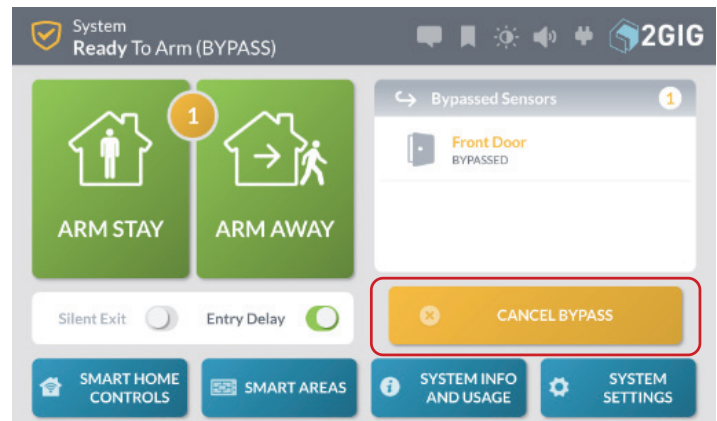 System
Ready To Arm (BYPASS)
2GIG
1
ARM STAY
ARM AWAY
Bypassed Sensors
1
Front Door
BYPASSED
Silent Exit
Entry Delay
CANCEL BYPASS
SMART HOME
CONTROLS
SMART AREAS
SYSTEM INFO
AND USAGE
SYSTEM
SETTINGS